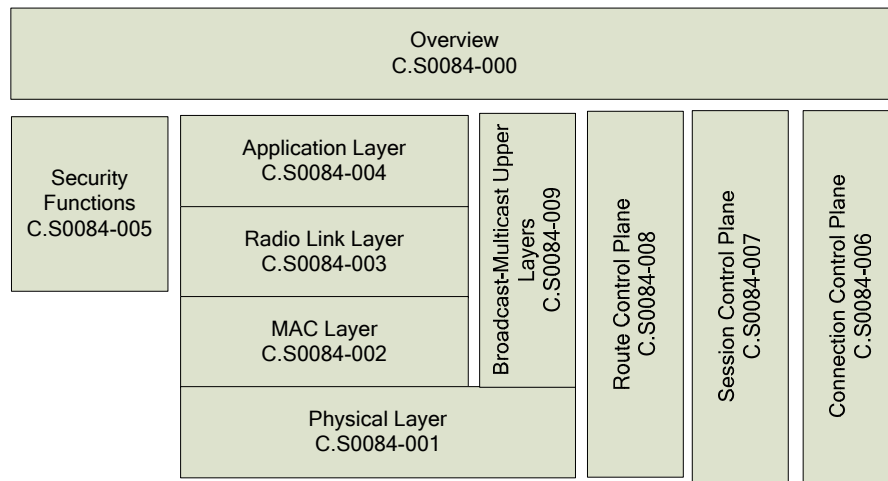 Overview
C.S0084-000
Security
Functions
C.S0084-005
Application Layer
C.S0084-004
Radio Link Layer
C.S0084-003
MAC Layer
C.S0084-002
Physical Layer
C.S0084-001
Broadcast-Multicast Upper
Layers
C.S0084-009
Route Control Plane
C.S0084-008
Session Control Plane
C.S0084-007
Connection Control Plane
C.S0084-006